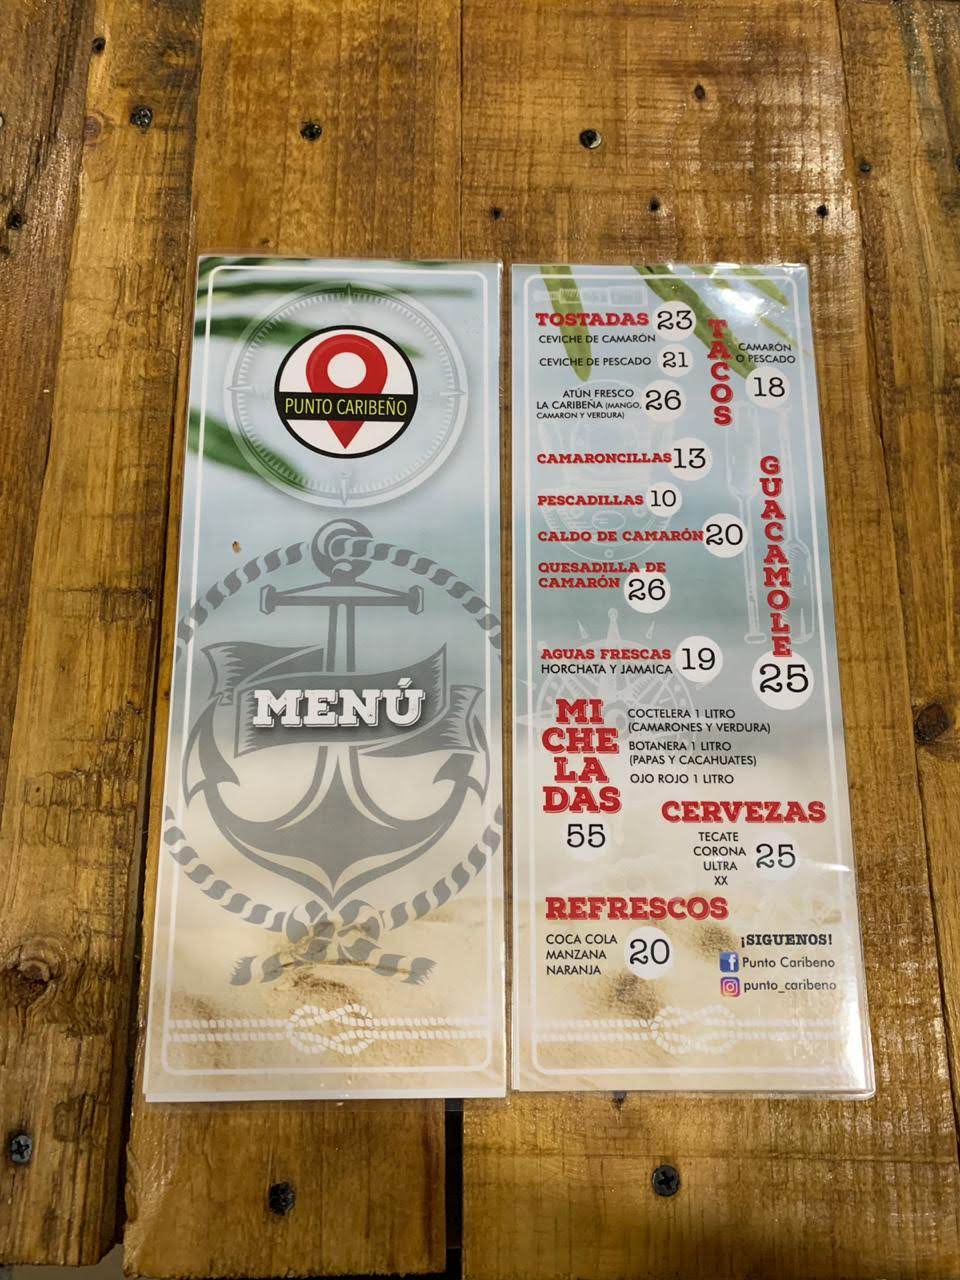 PUNTO CARIBEÑO
MENÚ
TOSTADAS 23
CEVICHE DE CAMARÓN
CEVICHE DE PESCADO 21
ATÚN FRESCO
LA CARIBEÑA (MANGO, 26
CAMARON Y VERDURA)
TACOS
CAMARÓN
O PESCADO
18
CAMARONCILLAS 13
PESCADILLAS 10
CALDO DE CAMARÓN 20
QUESADILLA DE
CAMARÓN 26
GUACAMOLE
25
AGUAS FRESCAS 19
HORCHATA Y JAMAICA
MI
CHE
LA
DAS
55
COCTELERA 1 LITRO
(CAMARONES Y VERDURA)
BOTANERA 1 LITRO
(PAPAS Y CACAHUATES)
OJO ROJO 1 LITRO
CERVEZAS
TECATE
CORONA
ULTRA
XX
25
REFRESCOS
COCA COLA
MANZANA
NARANJA
20
¡SIGUENOS!
Punto Caribeno
punto_caribeno